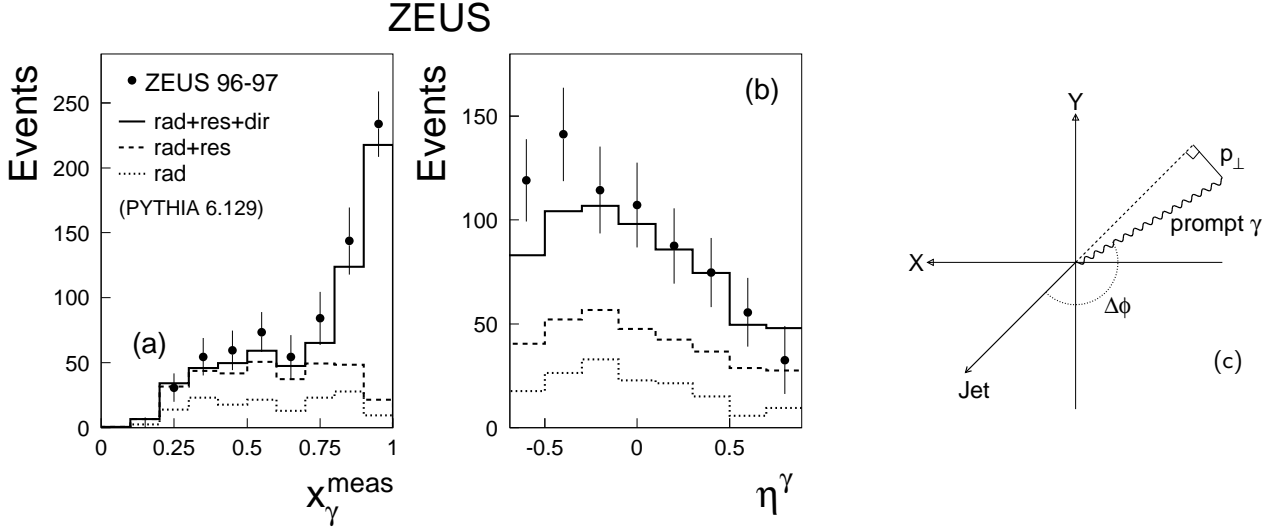 ZEUS
Events
250
200
150
100
50
0
ZEUS 96-97
rad+res+dir
rad+res
rad
(PYTHIA 6.129)
(a)
0 0.25 0.5 0.75 1
xγmeas
Events
150
100
50
0
(b)
-0.5 0 0.5
ηγ
Y
p⊥
prompt γ
X
Δϕ
Jet
(c)